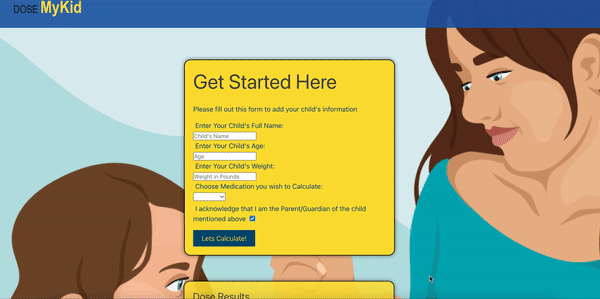 DOSE MyKid
Get Started Here
Please fill out this form to add your child's information
Enter Your Child's Full Name:
Child's Name
Enter Your Child's Age:
Age
Enter Your Child's Weight:
Weight in Pounds
Choose Medication you wish to Calculate:
I acknowledge that I am the Parent/Guardian of the child
mentioned above
Lets Calculate!
Dose Results